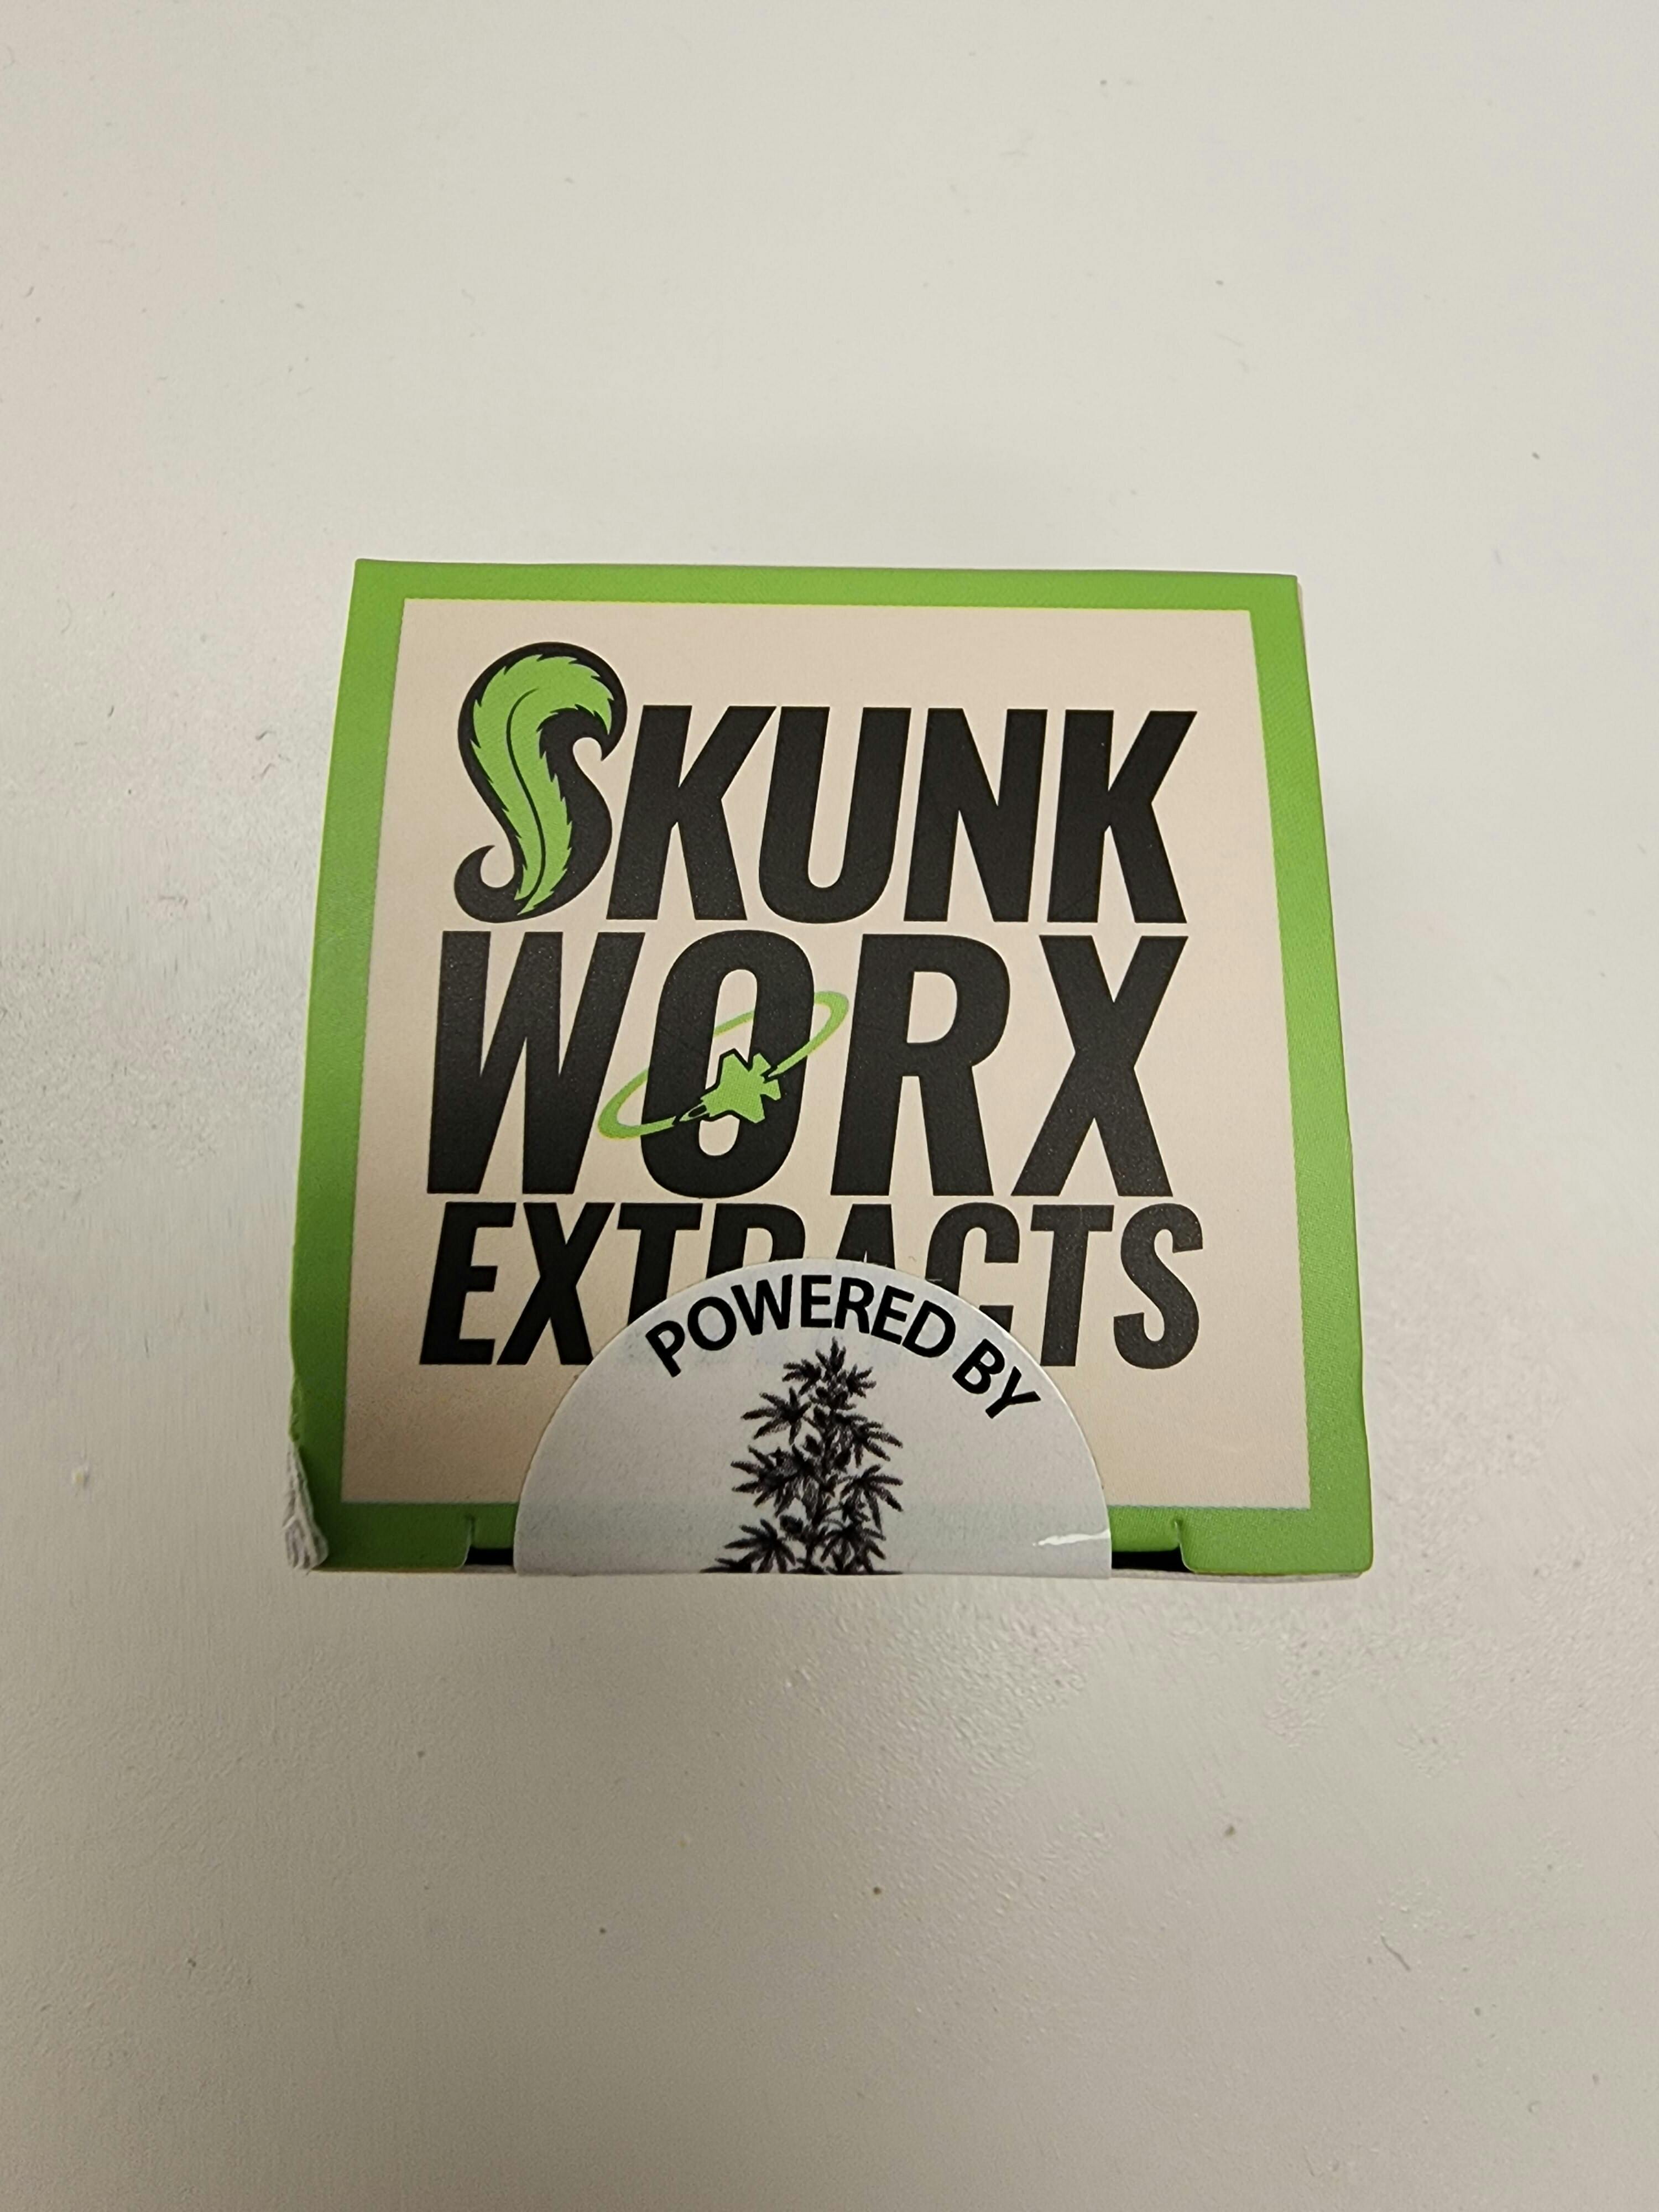 SKUNK
WORX
EXTRACTS
POWERED BY